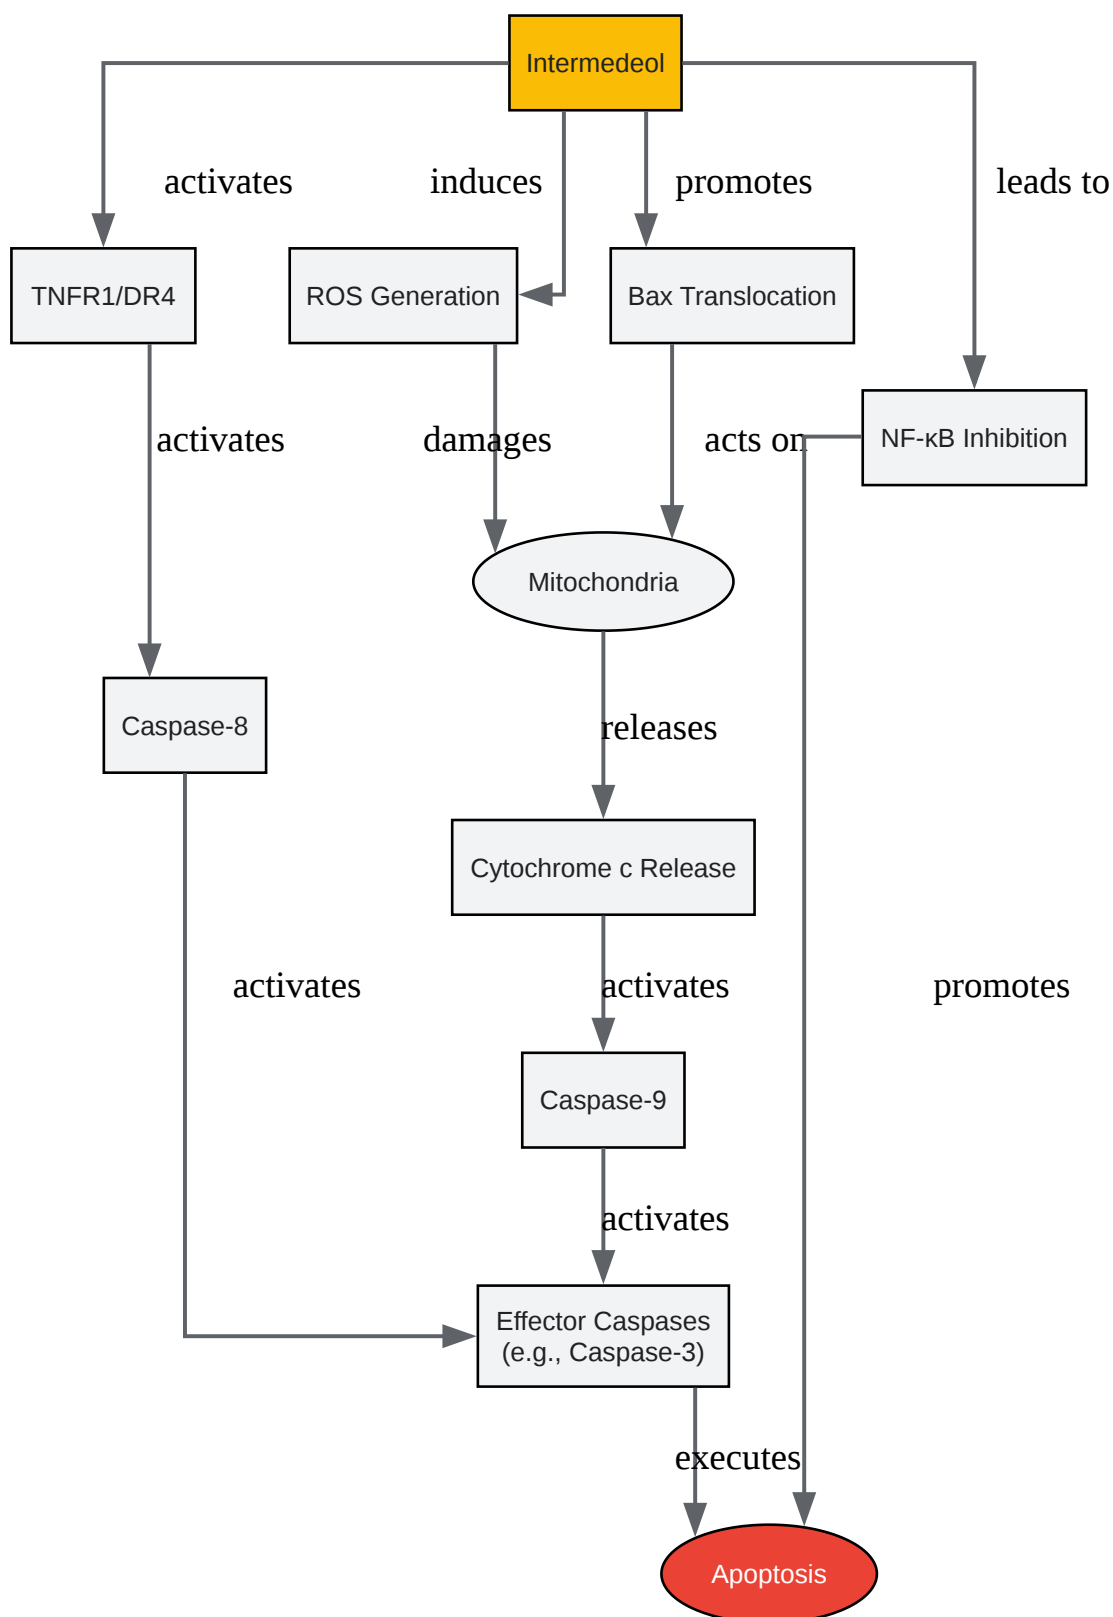 Intermedeol
activates
induces
promotes
leads to
TNFR1/DR4
ROS Generation
Bax Translocation
activates
damages
acts on
NF-κB Inhibition
Mitochondria
Caspase-8
releases
Cytochrome c Release
activates
activates
promotes
Caspase-9
activates
Effector Caspases
(e.g., Caspase-3)
executes
Apoptosis